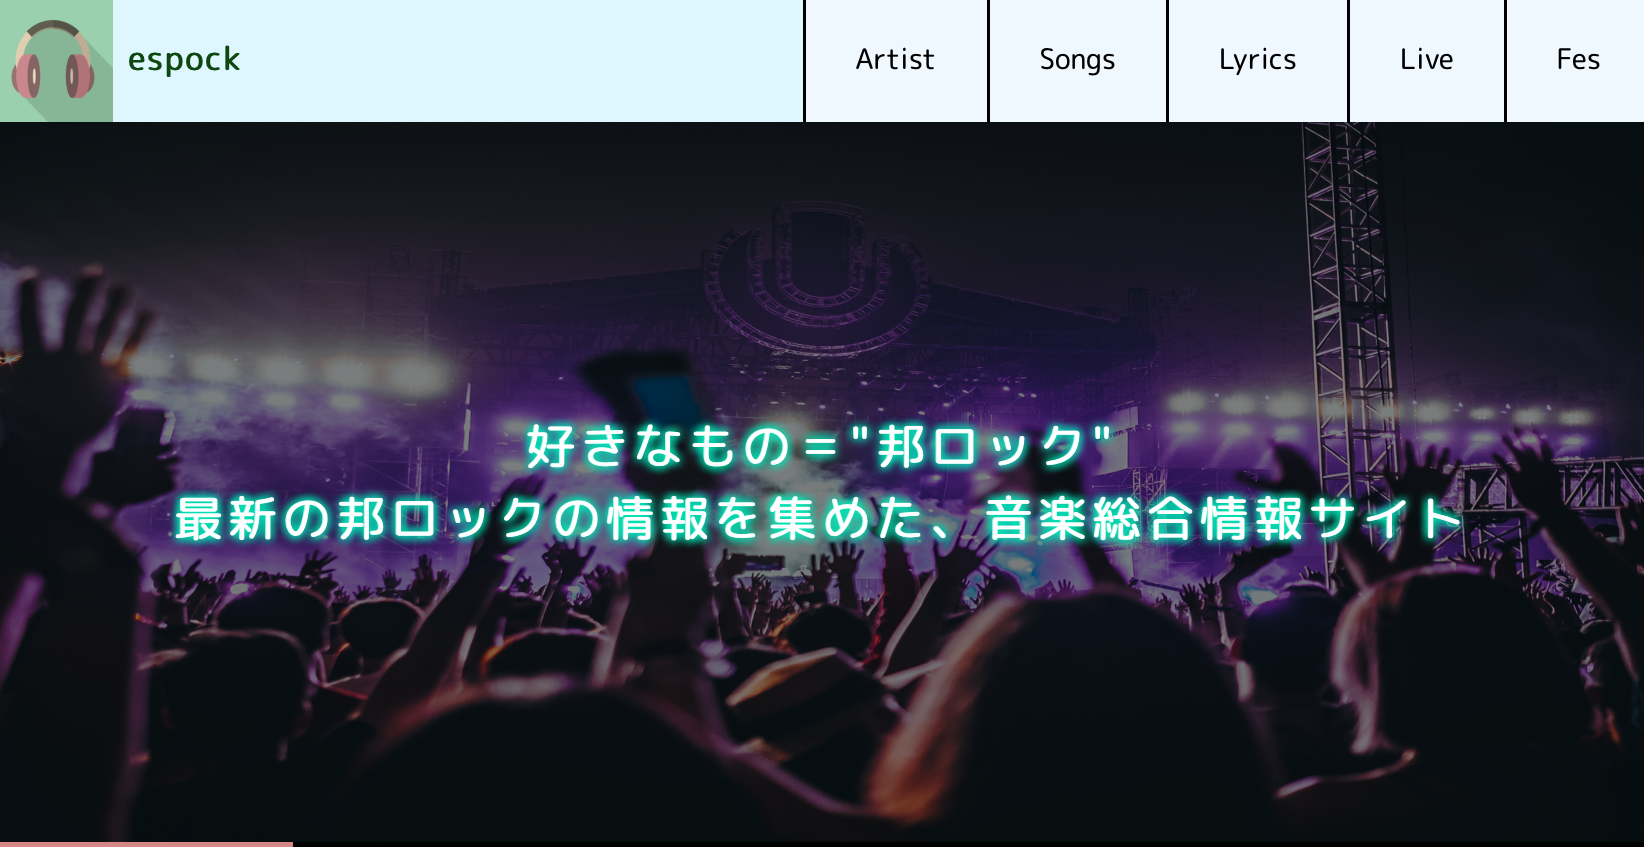 espock
Artist
Songs
Lyrics
Live
Fes
好きなもの＝"邦ロック"
最新の邦ロックの情報を集めた、音楽総合情報サイト